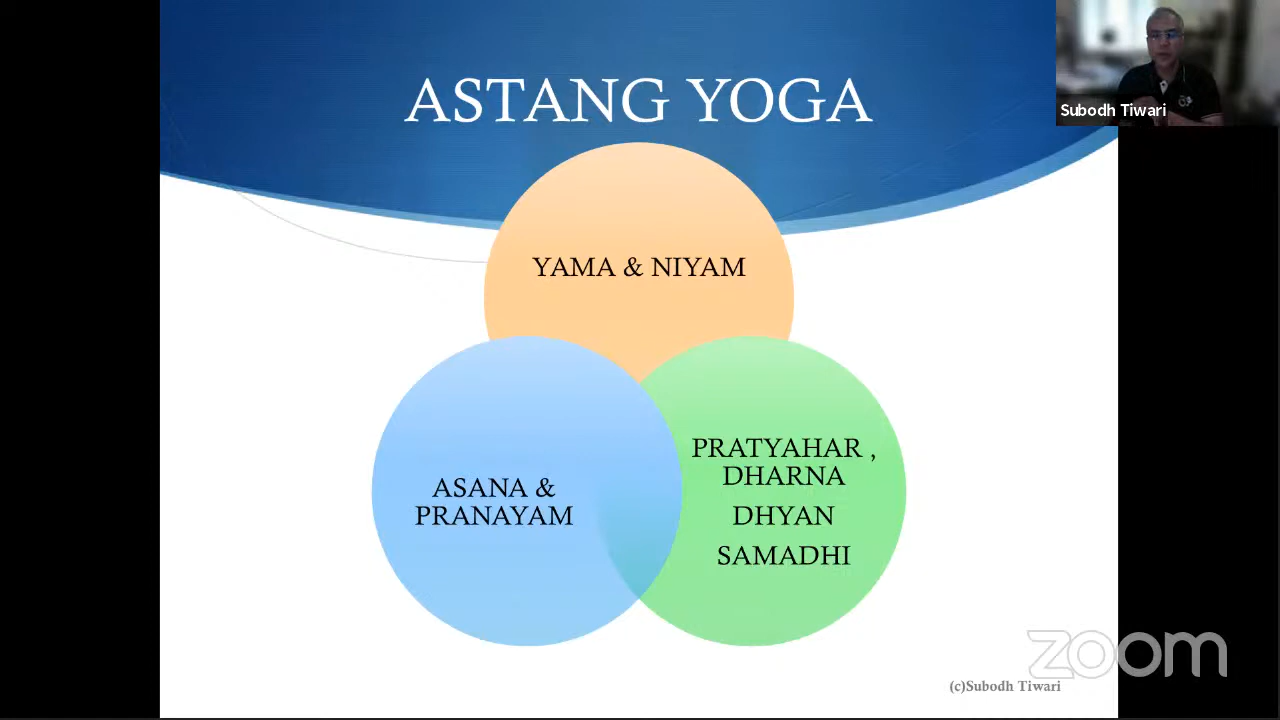 ASTANG YOGA
Subodh Tiwari
YAMA & NIYAM
ASANA &
PRANAYAM
PRATYAHAR ,
DHARNA
DHYAN
SAMADHI
zoom
(c)Subodh Tiwari